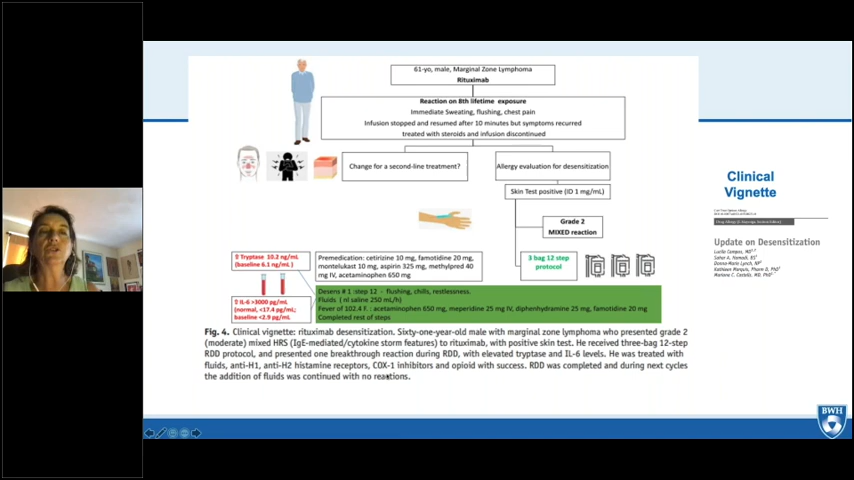 61-yo, male, Marginal Zone Lymphoma
Rituximab
Reaction on 8th lifetime exposure
Immediate Sweating, flushing, chest pain
Infusion stopped and resumed after 10 minutes but symptoms recurred
treated with steroids and infusion discontinued
Change for a second-line treatment?
Allergy evaluation for desensitization
Skin Test positive (ID 1 mg/mL)
Grade 2
MIXED reaction
3 bag 12 step
protocol
Tryptase 10.2 ng/mL
(baseline 6.1 ng/mL)
Premedication: cetirizine 10 mg, famotidine 20 mg,
montelukast 10 mg, aspirin 325 mg, methylpred 40
mg IV, acetaminophen 650 mg
IL-6 >3000 pg/mL
(normal, <17.4 pg/mL;
baseline <2.9 pg/mL)
Desens # 1 :step 12 - flushing, chills, restlessness.
Fluids ( nl saline 250 mL/h)
Fever of 102.4 F. : acetaminophen 650 mg, meperidine 25 mg IV, diphenhydramine 25 mg, famotidine 20 mg
Completed rest of steps
Fig. 4. Clinical vignette: rituximab desensitization. Sixty-one-year-old male with marginal zone lymphoma who presented grade 2
(moderate) mixed HRS (IgE-mediated/cytokine storm features) to rituximab, with positive skin test. He received three-bag 12-step
RDD protocol, and presented one breakthrough reaction during RDD, with elevated tryptase and IL-6 levels. He was treated with
fluids, anti-H1, anti-H2 histamine receptors, COX-1 inhibitors and opioid with success. RDD was completed and during next cycles
the addition of fluids was continued with no reactions.
Clinical
Vignette
Update on Desensitization
BWH